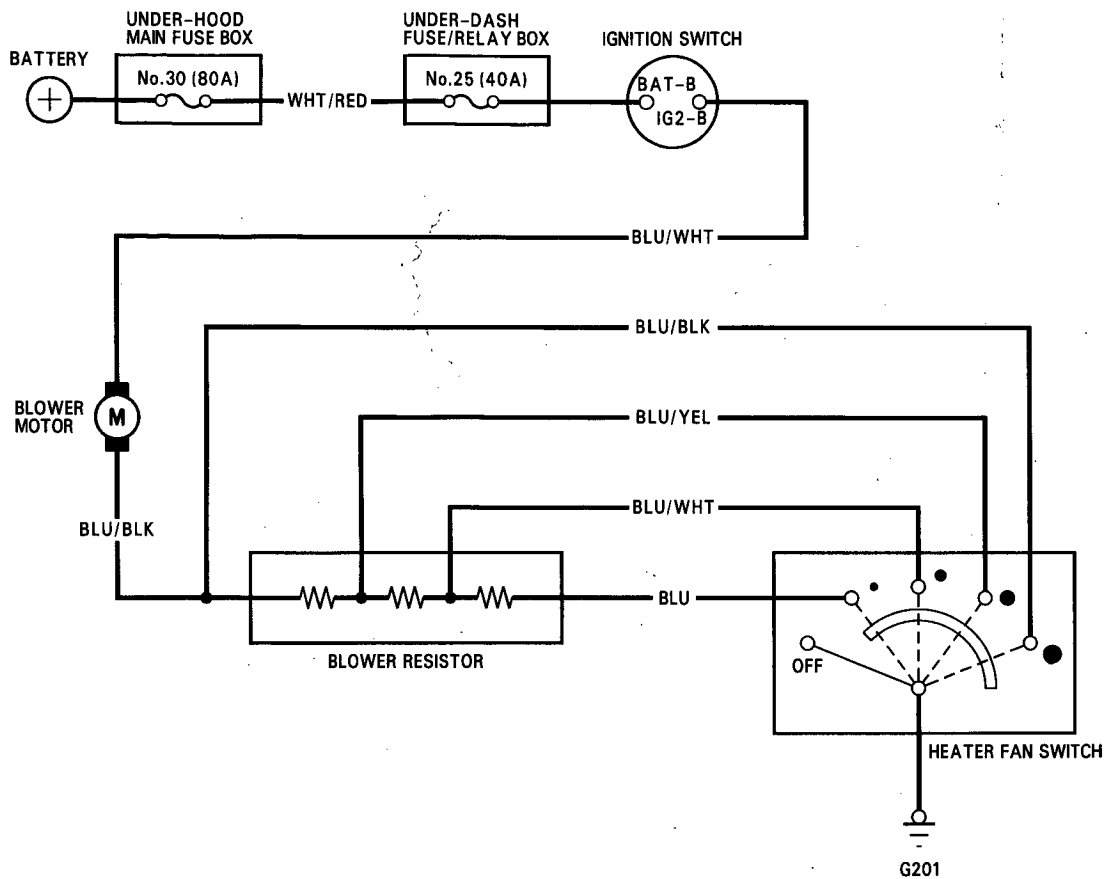 UNDER-HOOD
MAIN FUSE BOX
UNDER-DASH
FUSE/RELAY BOX
IGNITION SWITCH
BATTERY
No.30 (80A)
No.25 (40A)
BAT-B
+
WHT/RED
IG2-B
BLU/WHT
BLU/BLK
BLU/YEL
BLOWER
MOTOR
M
BLU/WHT
BLU/BLK
BLU
BLOWER RESISTOR
OFF
HEATER FAN SWITCH
G201